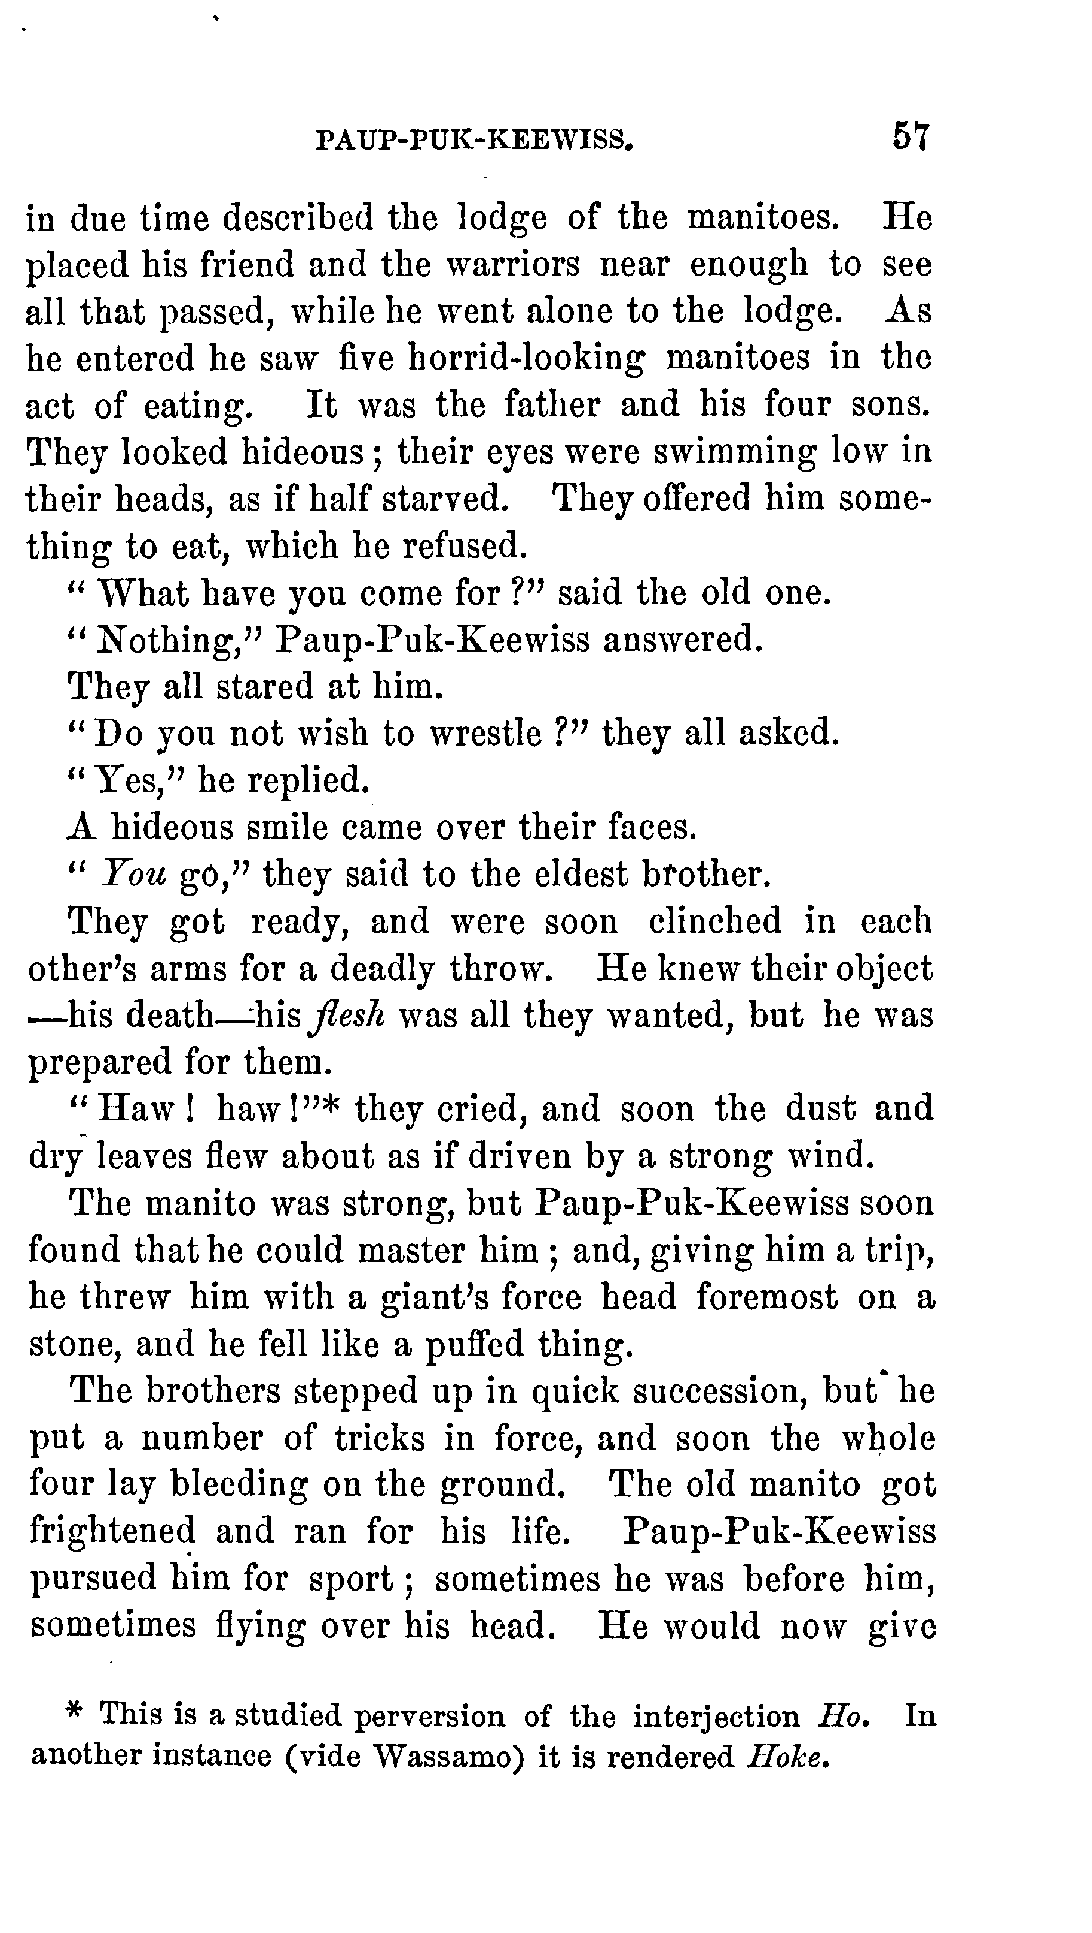 PAUP-PUK-KEEWISS. 57
in due time described the lodge of the manitoes. He
placed his friend and the warriors near enough to see
all that passed, while he went alone to the lodge. As
he entered he saw five horrid-looking manitoes in the
act of eating. It was the father and his four sons.
They looked hideous; their eyes were swimming low in
their heads, as if half starved. They offered him some-
thing to eat, which he refused.
"What have you come for?" said the old one.
"Nothing," Paup-Puk-Keewiss answered.
They all stared at him.
"Do you not wish to wrestle?" they all asked.
"Yes," he replied.
A hideous smile came over their faces.
"You go," they said to the eldest brother.
They got ready, and were soon clinched in each
other's arms for a deadly throw. He knew their object
—his death—his flesh was all they wanted, but he was
prepared for them.
"Haw! haw!"* they cried, and soon the dust and
dry leaves flew about as if driven by a strong wind.
The manito was strong, but Paup-Puk-Keewiss soon
found that he could master him; and, giving him a trip,
he threw him with a giant's force head foremost on a
stone, and he fell like a puffed thing.
The brothers stepped up in quick succession, but he
put a number of tricks in force, and soon the whole
four lay bleeding on the ground. The old manito got
frightened and ran for his life. Paup-Puk-Keewiss
pursued him for sport; sometimes he was before him,
sometimes flying over his head. He would now give
* This is a studied perversion of the interjection Ho. In
another instance (vide Wassamo) it is rendered Hoke.